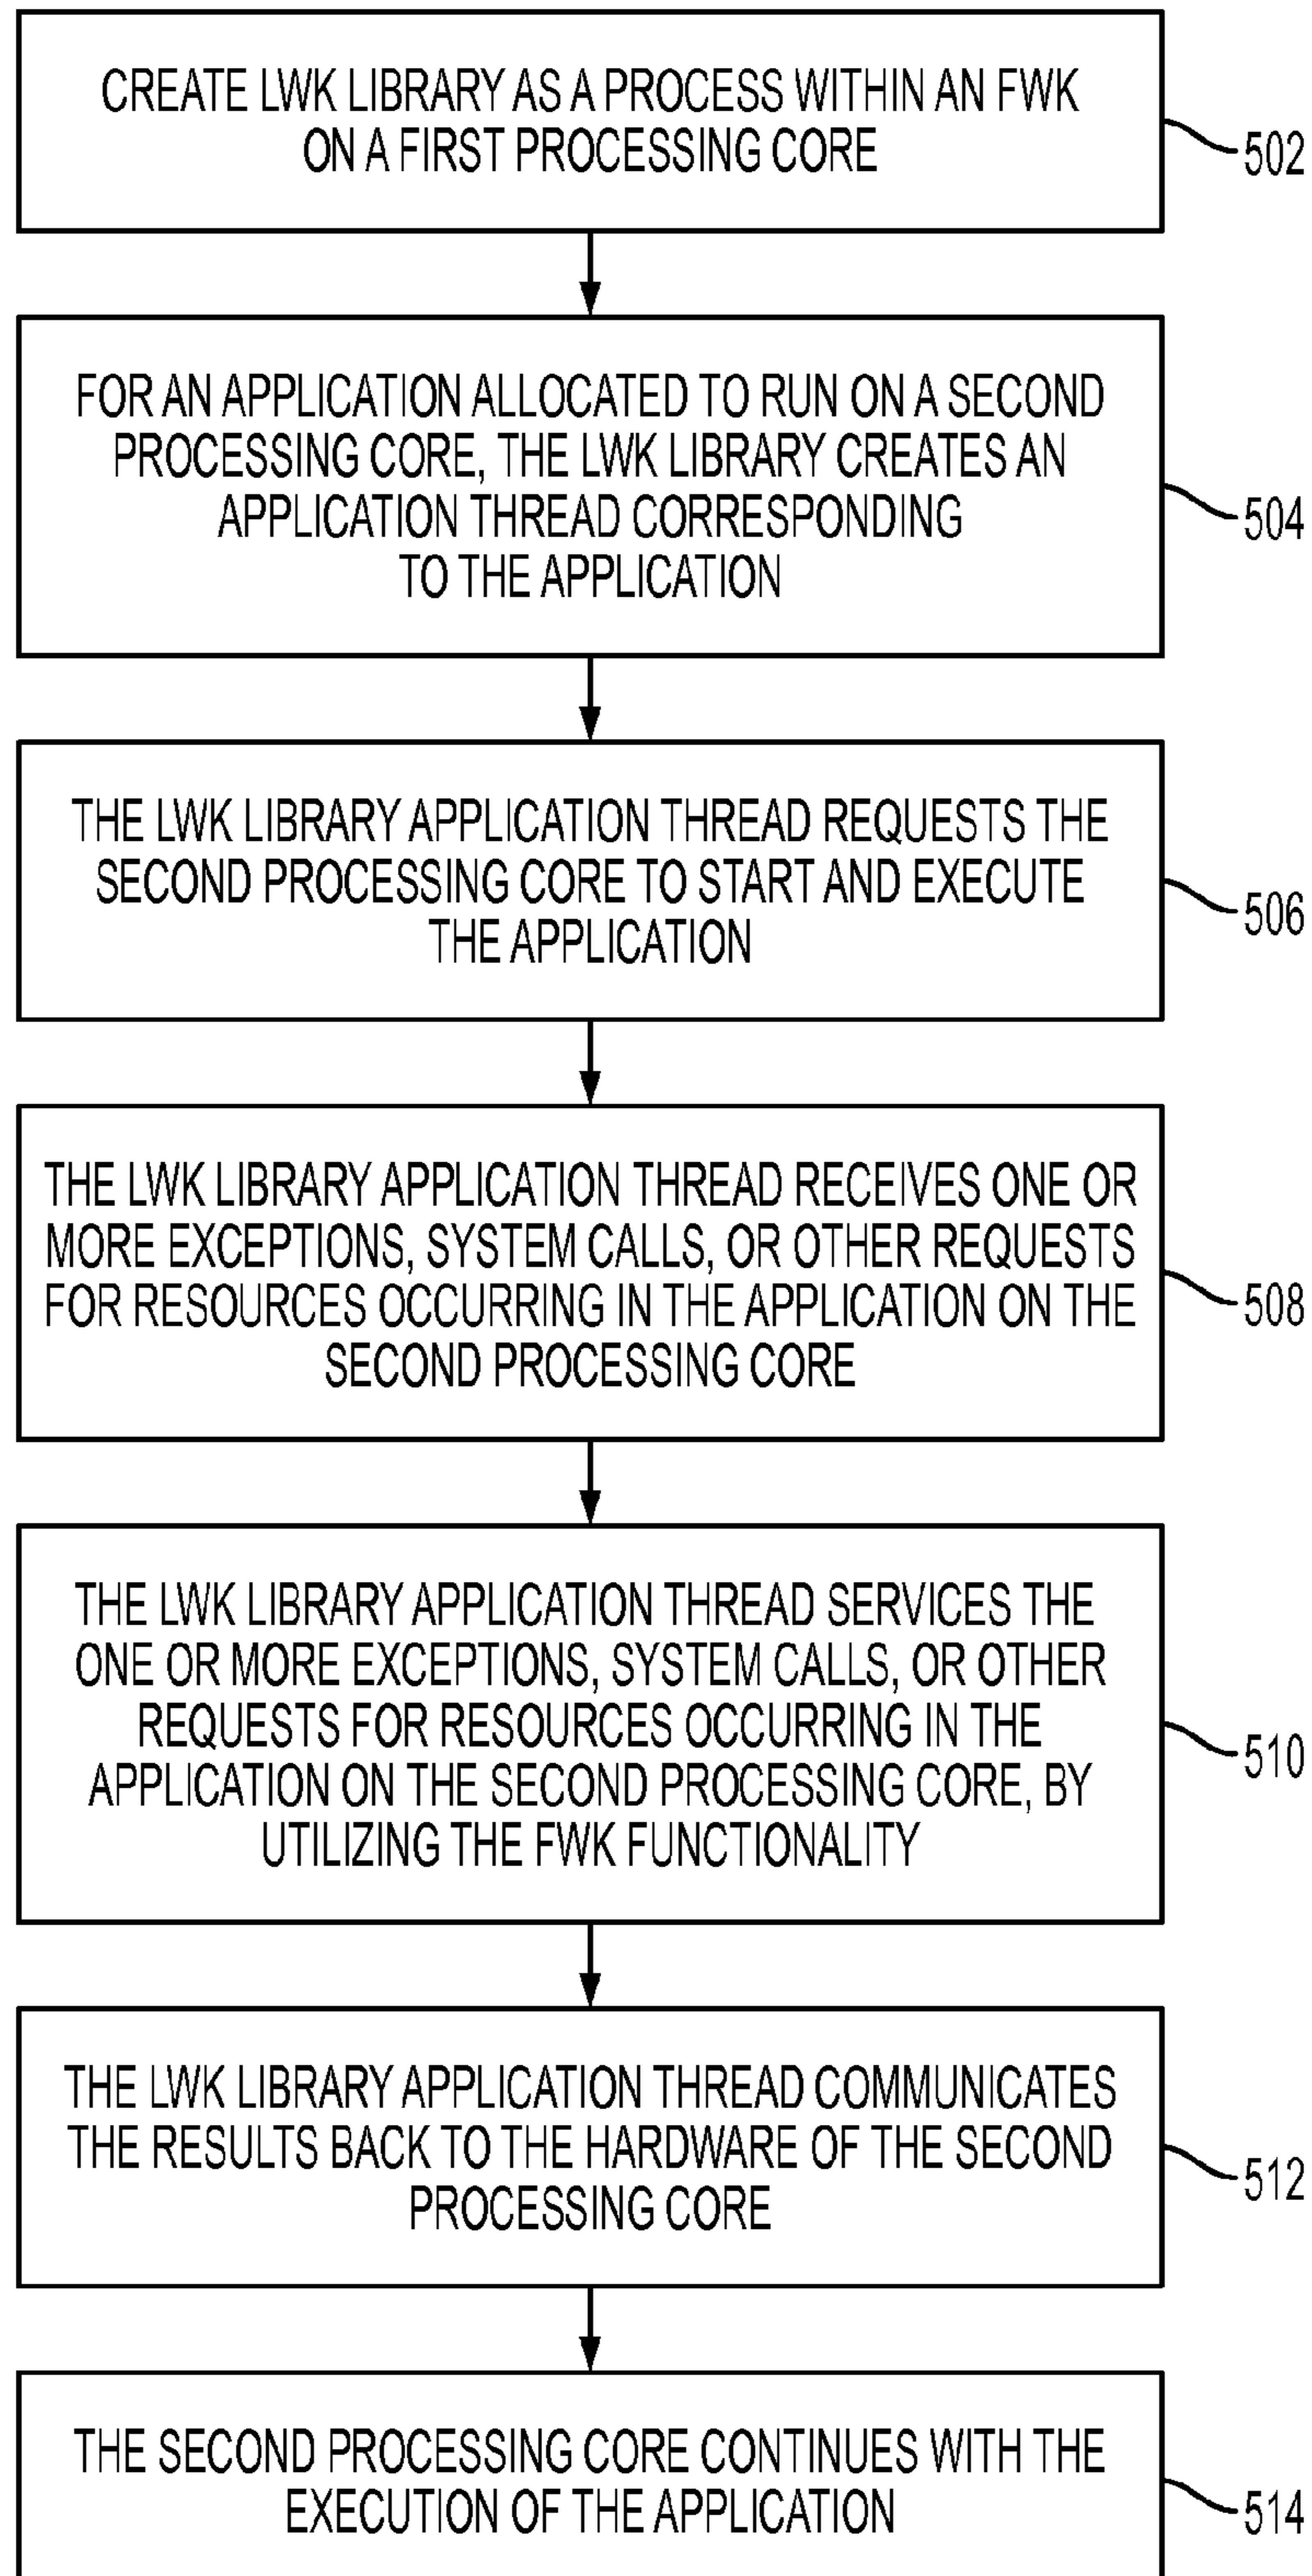 CREATE LWK LIBRARY AS A PROCESS WITHIN AN FWK
ON A FIRST PROCESSING CORE
502
FOR AN APPLICATION ALLOCATED TO RUN ON A SECOND
PROCESSING CORE, THE LWK LIBRARY CREATES AN
APPLICATION THREAD CORRESPONDING
TO THE APPLICATION
504
THE LWK LIBRARY APPLICATION THREAD REQUESTS THE
SECOND PROCESSING CORE TO START AND EXECUTE
THE APPLICATION
506
THE LWK LIBRARY APPLICATION THREAD RECEIVES ONE OR
MORE EXCEPTIONS, SYSTEM CALLS, OR OTHER REQUESTS
FOR RESOURCES OCCURRING IN THE APPLICATION ON THE
SECOND PROCESSING CORE
508
THE LWK LIBRARY APPLICATION THREAD SERVICES THE
ONE OR MORE EXCEPTIONS, SYSTEM CALLS, OR OTHER
REQUESTS FOR RESOURCES OCCURRING IN THE
APPLICATION ON THE SECOND PROCESSING CORE, BY
UTILIZING THE FWK FUNCTIONALITY
510
THE LWK LIBRARY APPLICATION THREAD COMMUNICATES
THE RESULTS BACK TO THE HARDWARE OF THE SECOND
PROCESSING CORE
512
THE SECOND PROCESSING CORE CONTINUES WITH THE
EXECUTION OF THE APPLICATION
514